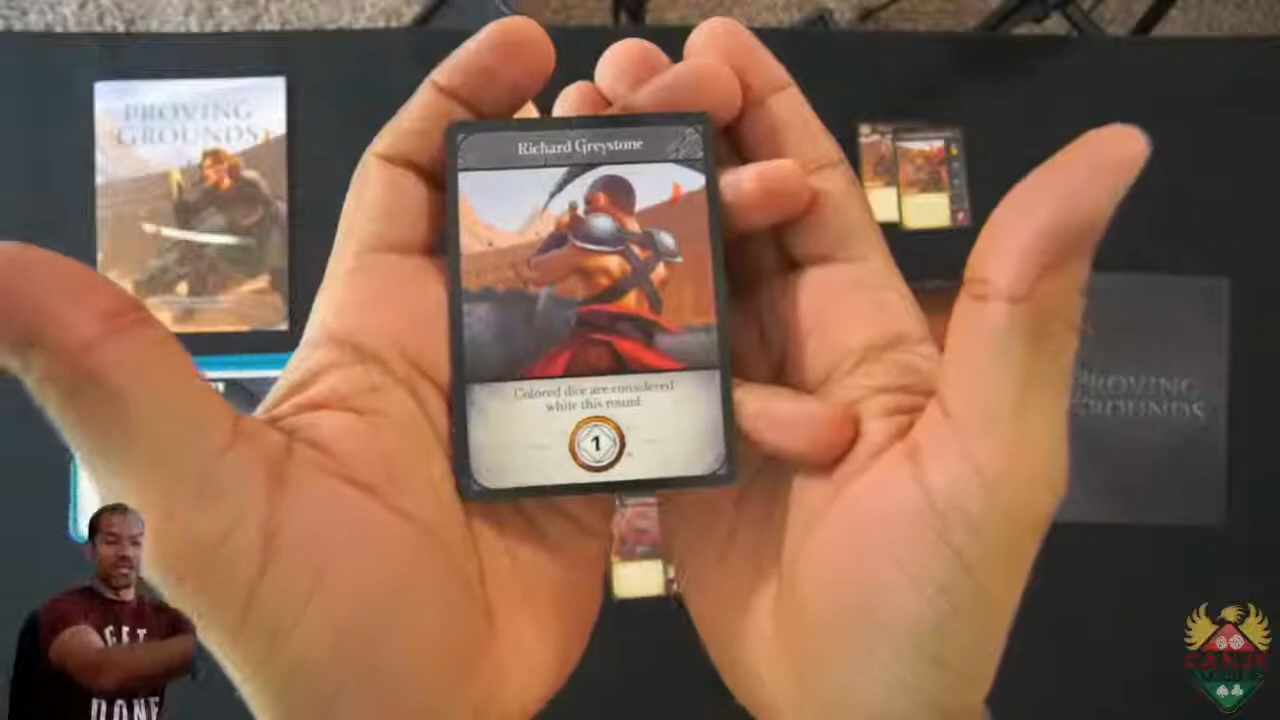 PROVING
GROUNDS
Richard Greystone
Colored dice are considered
white this round
1
PROVING
GROUNDS
GET
DONE